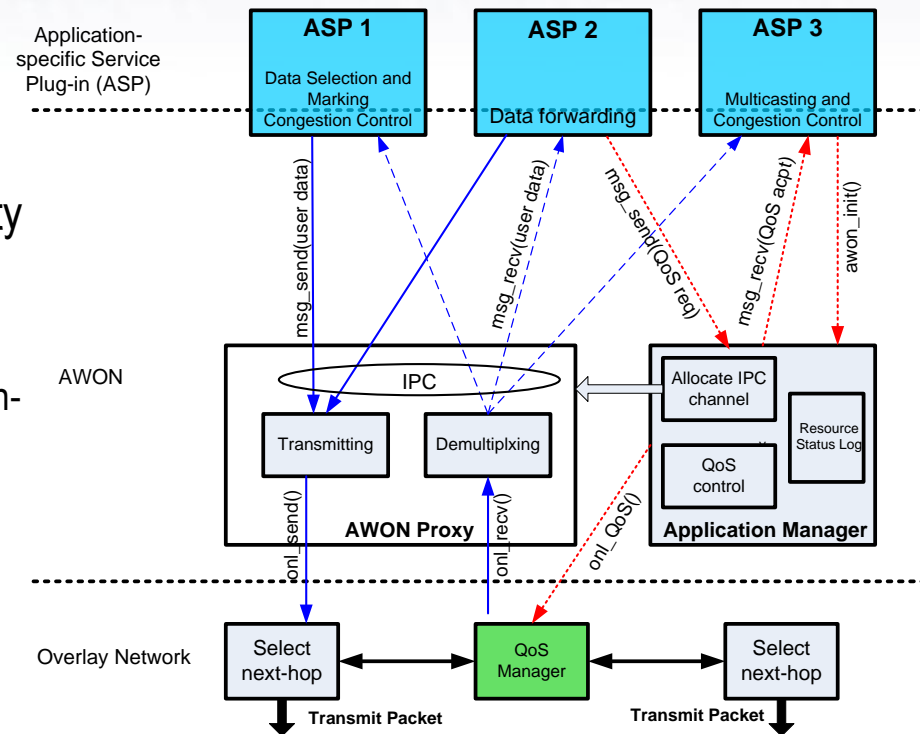 Application-
specific Service
Plug-in (ASP)
ASP 1
Data Selection and
Marking
Congestion Control
ASP 2
Data forwarding
ASP 3
Multicasting and
Congestion Control
msg_send(user data)
msg_recv(user data)
msg_send(QoS req)
msg_recv(QoS acpt)
awon_init()
ty
n-
AWON
IPC
Transmitting
Demultiplxing
AWON Proxy
Allocate IPC
channel
Resource
Status Log
QoS
control
Application Manager
onl_send()
onl_recv()
onl_QoS()
Overlay Network
Select
next-hop
QoS
Manager
Select
next-hop
Transmit Packet
Transmit Packet